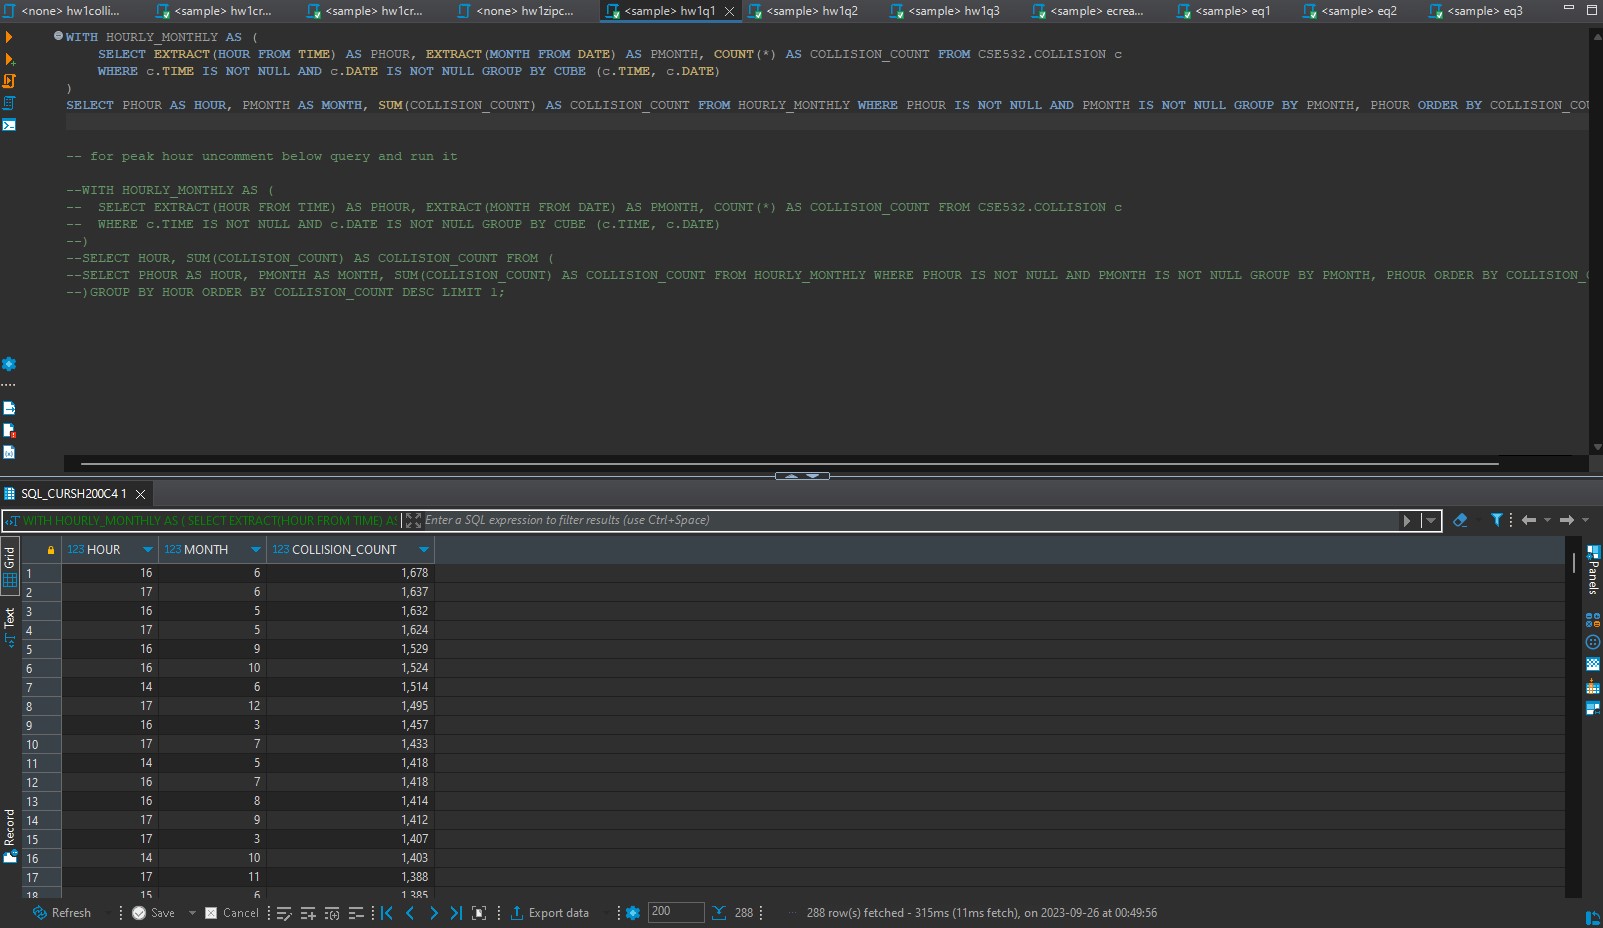 <none> hw1colli...
<sample> hw1cr...
<sample> hw1cr...
<none> hw1zipc...
<sample> hw1q1
<sample> hw1q2
<sample> hw1q3
<sample> ecrea...
<sample> eq1
<sample> eq2
<sample> eq3
WITH HOURLY_MONTHLY AS (
SELECT EXTRACT(HOUR FROM TIME) AS PHOUR, EXTRACT(MONTH FROM DATE) AS PMONTH, COUNT(*) AS COLLISION_COUNT FROM CSE532.COLLISION c
WHERE c.TIME IS NOT NULL AND c.DATE IS NOT NULL GROUP BY CUBE (c.TIME, c.DATE)
)
SELECT PHOUR AS HOUR, PMONTH AS MONTH, SUM(COLLISION_COUNT) AS COLLISION_COUNT FROM HOURLY_MONTHLY WHERE PHOUR IS NOT NULL AND PMONTH IS NOT NULL GROUP BY PMONTH, PHOUR ORDER BY COLLISION_COU
-- for peak hour uncomment below query and run it
--WITH HOURLY_MONTHLY AS (
-- SELECT EXTRACT(HOUR FROM TIME) AS PHOUR, EXTRACT(MONTH FROM DATE) AS PMONTH, COUNT(*) AS COLLISION_COUNT FROM CSE532.COLLISION c
-- WHERE c.TIME IS NOT NULL AND c.DATE IS NOT NULL GROUP BY CUBE (c.TIME, c.DATE)
--)
--SELECT HOUR, SUM(COLLISION_COUNT) AS COLLISION_COUNT FROM (
--SELECT PHOUR AS HOUR, PMONTH AS MONTH, SUM(COLLISION_COUNT) AS COLLISION_COUNT FROM HOURLY_MONTHLY WHERE PHOUR IS NOT NULL AND PMONTH IS NOT NULL GROUP BY PMONTH, PHOUR ORDER BY COLLISION_C
--)GROUP BY HOUR ORDER BY COLLISION_COUNT DESC LIMIT 1;
SQL_CURSH200C4 1
WITH HOURLY_MONTHLY AS ( SELECT EXTRACT(HOUR FROM TIME) AS
Enter a SQL expression to filter results (use Ctrl+Space)
Grid
Text
Record
Panels
123 HOUR 123 MONTH 123 COLLISION_COUNT
1 16 6 1,678
2 17 6 1,637
3 16 5 1,632
4 17 5 1,624
5 16 9 1,529
6 16 10 1,524
7 14 6 1,514
8 17 12 1,495
9 16 3 1,457
10 17 7 1,433
11 14 5 1,418
12 16 7 1,418
13 16 8 1,414
14 17 9 1,412
15 17 3 1,407
16 14 10 1,403
17 17 11 1,388
18 15 6 1,385
Refresh Save Cancel Export data 200 288 288 row(s) fetched - 315ms (11ms fetch), on 2023-09-26 at 00:49:56